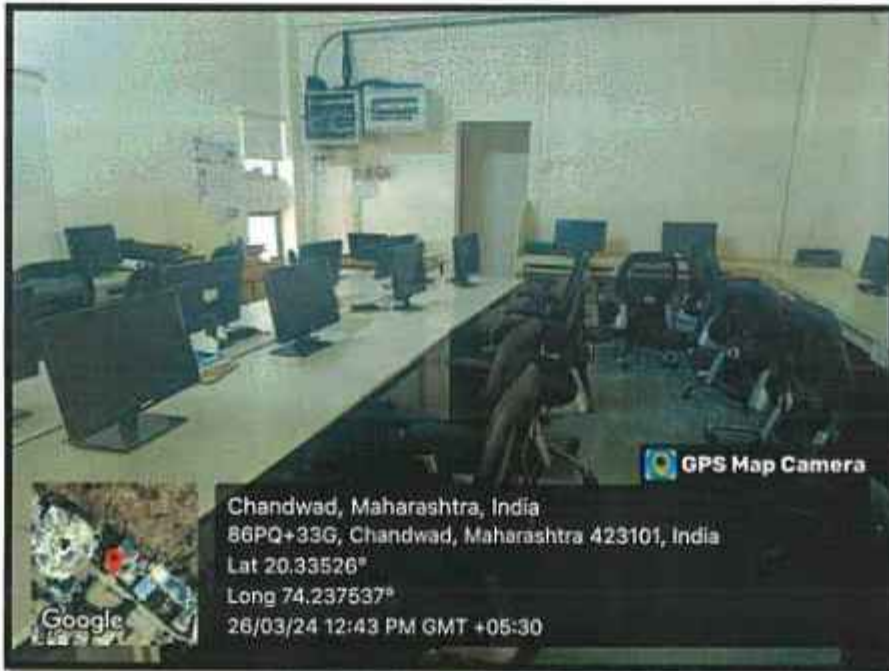 GPS Map Camera
Chandwad, Maharashtra, India
86PQ+33G, Chandwad, Maharashtra 423101, India
Lat 20.33526°
Long 74.237537°
26/03/24 12:43 PM GMT +05:30
Google